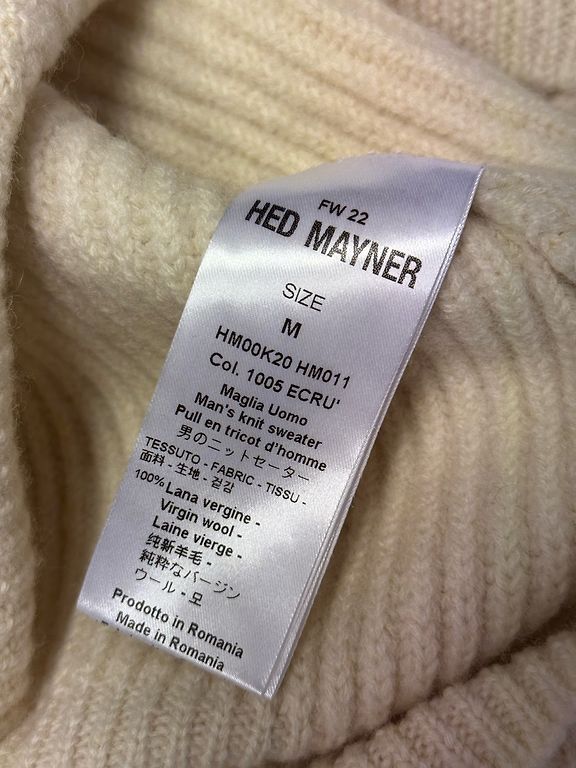 FW 22
HED MAYNER
SIZE
M
HM00K20 HM011
Col. 1005 ECRU'
Maglia Uomo
Man's knit sweater
Pull en tricot d'homme
男のニットセーター
TESSUTO - FABRIC - TISSU -
面料 - 生地 - 겉감
100% Lana vergine -
Virgin wool -
Laine vierge -
纯新羊毛 -
純粋なバージン
ウール - 모
Prodotto in Romania
Made in Romania
in Romania